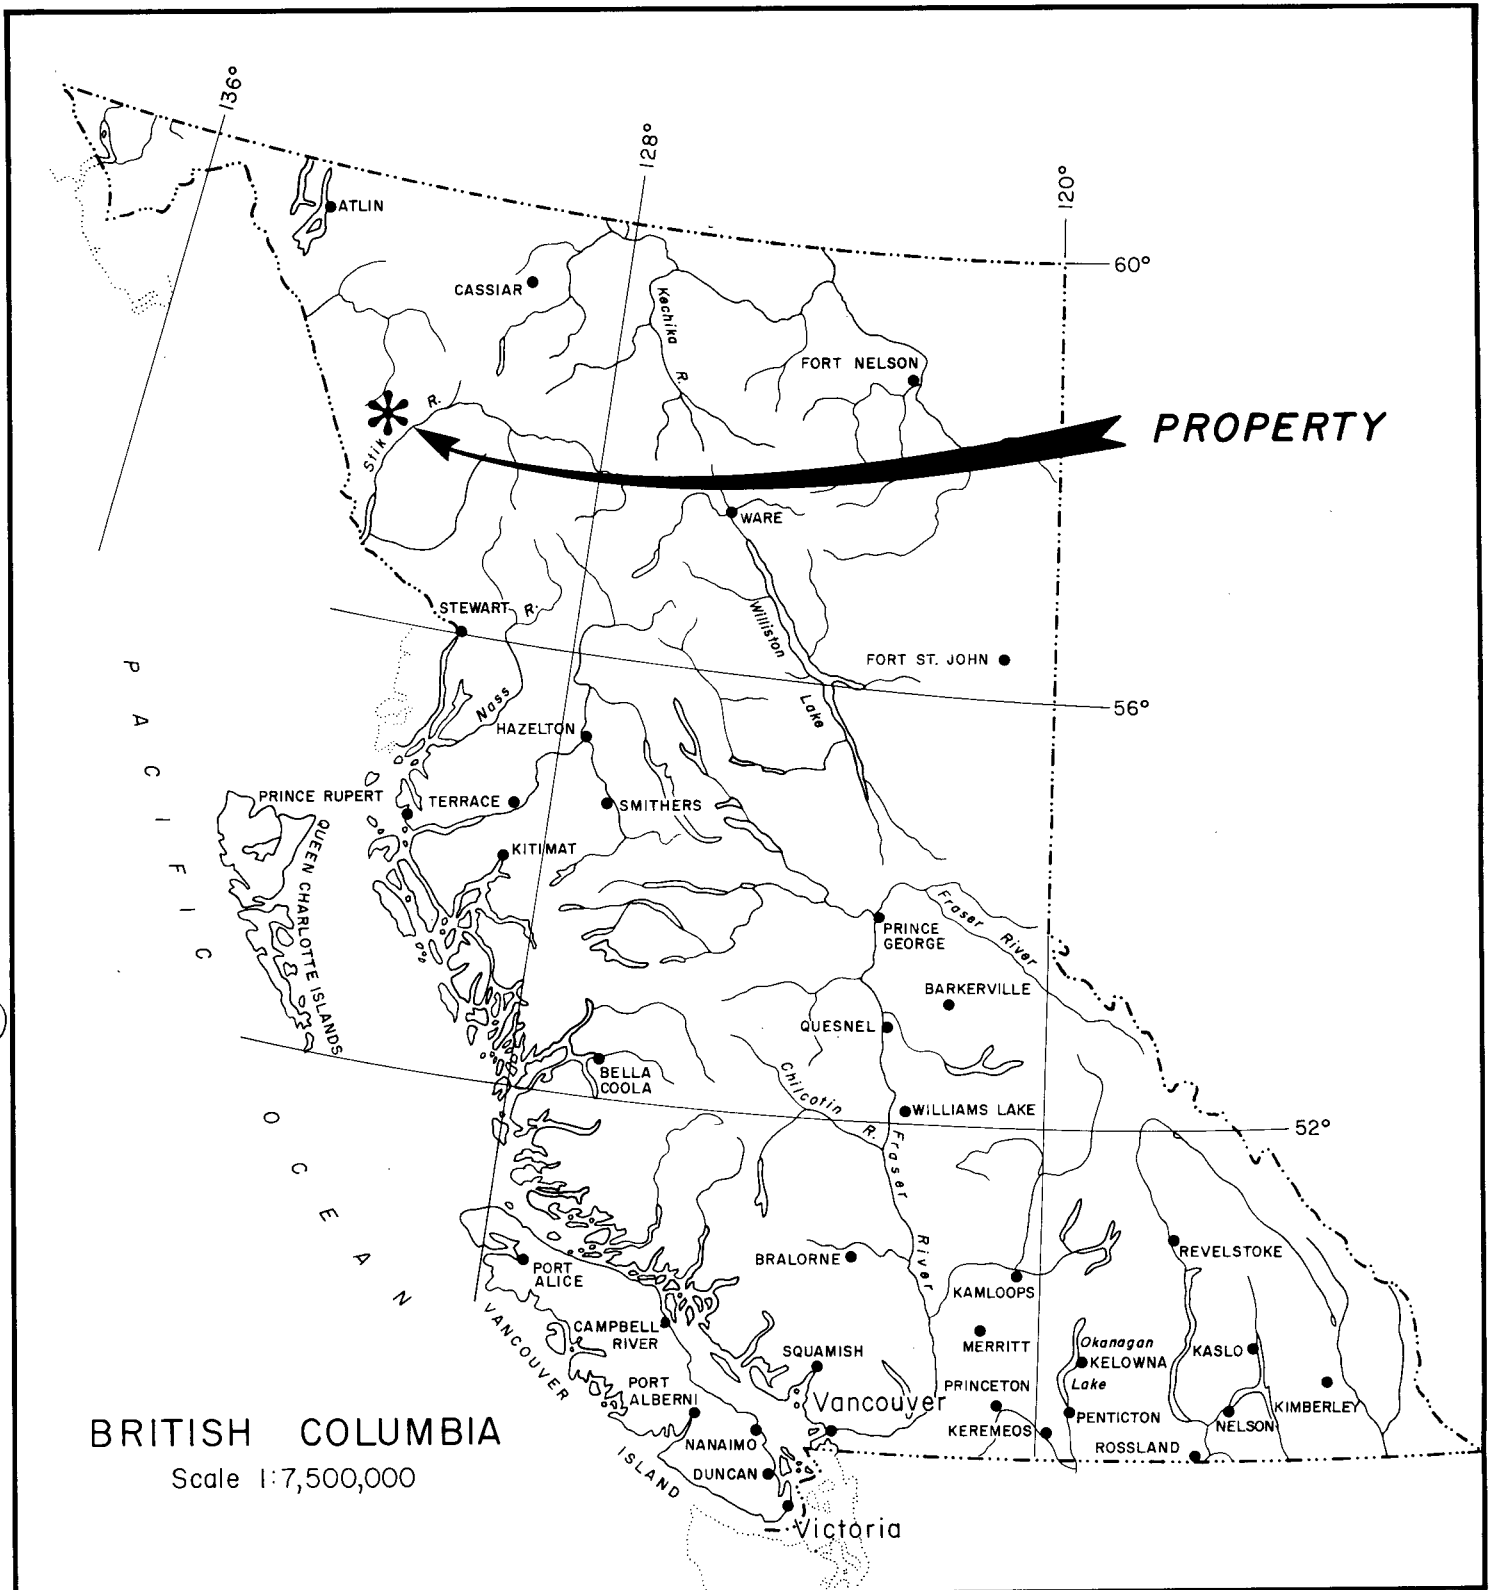 136°
128°
120°
ATLIN
60°
CASSIAR
Kechika
R.
FORT NELSON
Stik
R.
PROPERTY
WARE
STEWART
R.
Williston
Lake
FORT ST. JOHN
56°
Nass
HAZELTON
PRINCE RUPERT
TERRACE
SMITHERS
KITIMAT
QUEEN CHARLOTTE ISLANDS
PACIFIC
OCEAN
PRINCE
GEORGE
Fraser River
BARKERVILLE
QUESNEL
BELLA
COOLA
Chilcotin
R.
WILLIAMS LAKE
52°
Fraser
River
BRALORNE
REVELSTOKE
PORT
ALICE
KAMLOOPS
VANCOUVER
ISLAND
CAMPBELL
RIVER
MERRITT
Okanagan
Lake
KELOWNA
KASLO
SQUAMISH
PORT
ALBERNI
Vancouver
PRINCETON
KEREMEOS
PENTICTON
NELSON
KIMBERLEY
NANAIMO
ROSSLAND
DUNCAN
Victoria
BRITISH COLUMBIA
Scale 1:7,500,000